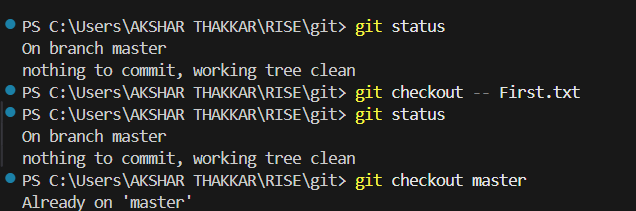 PS C:\Users\AKSHAR THAKKAR\RISE\git> git status
On branch master
nothing to commit, working tree clean
PS C:\Users\AKSHAR THAKKAR\RISE\git> git checkout -- First.txt
PS C:\Users\AKSHAR THAKKAR\RISE\git> git status
On branch master
nothing to commit, working tree clean
PS C:\Users\AKSHAR THAKKAR\RISE\git> git checkout master
Already on 'master'